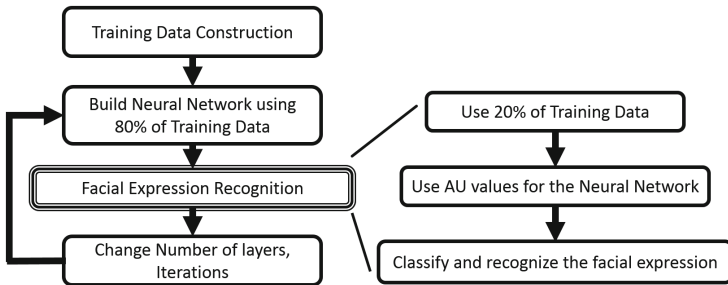 Training Data Construction
Build Neural Network using
80% of Training Data
Facial Expression Recognition
Change Number of layers,
Iterations
Use 20% of Training Data
Use AU values for the Neural Network
Classify and recognize the facial expression